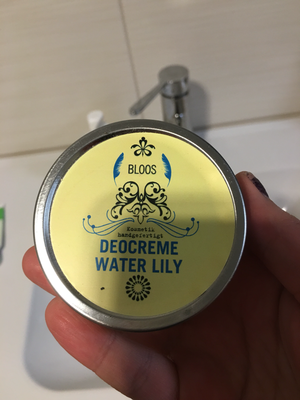 BLOOS
Kosmetik
handgefertigt
DEOCREME
WATER LILY